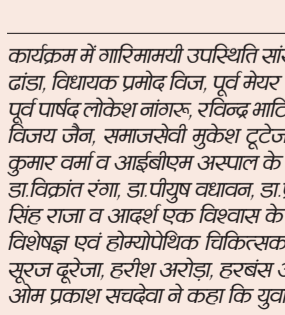 कार्यक्रम में गारिमामयी उपस्थिति सां
ढांडा, विधायक प्रमोद विज, पूर्व मेयर
पूर्व पार्षद लोकेश नांगरू, रविन्द्र भाटि
विजय जैन, समाजसेवी मुकेश टूटेज
कुमार वर्मा व आईबीएम अस्पाल के
डा.विक्रांत रंगा, डा.पीयुष वधावन, डा.
सिंह राजा व आदर्श एक विश्वास के
विशेषज्ञ एवं होम्योपेथिक चिकित्सक
सूरज दूरेजा, हरीश अरोड़ा, हरबंस
ओम प्रकाश सचदेवा ने कहा कि युवा